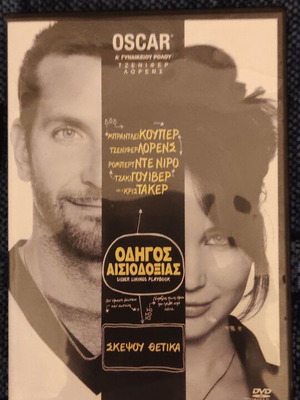 OSCAR®
Α' ΓΥΝΑΙΚΕΙΟΥ ΡΟΛΟΥ
ΤΖΕΝΙΦΕΡ
ΛΟΡΕΝΣ
ΜΠΡΑΝΤΛΕΪ ΚΟΥΠΕΡ
ΤΖΕΝΙΦΕΡ ΛΟΡΕΝΣ
ΡΟΜΠΕΡΤ ΝΤΕ ΝΙΡΟ
ΤΖΑΚΙ ΓΟΥΙΒΕΡ
ΚΡΙΣ ΤΑΚΕΡ
ΟΔΗΓΟΣ
ΑΙΣΙΟΔΟΞΙΑΣ
SILVER LININGS PLAYBOOK
ΣΚΕΨΟΥ ΘΕΤΙΚΑ
DVD